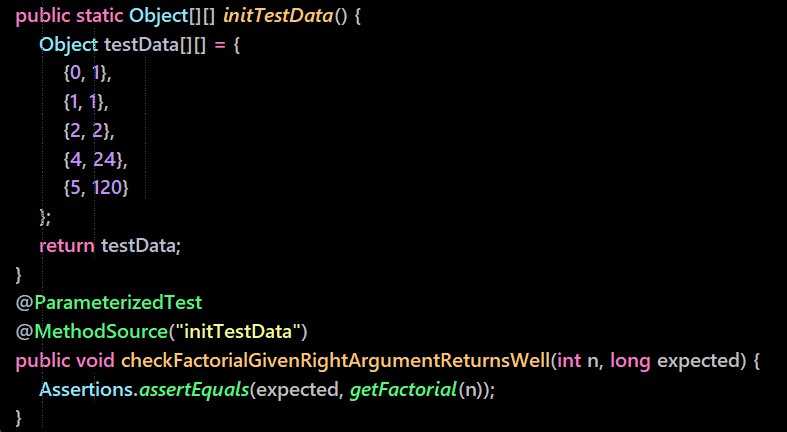 public static Object[][] initTestData() {
Object testData[][] = {
{0, 1},
{1, 1},
{2, 2},
{4, 24},
{5, 120}
};
return testData;
}
@ParameterizedTest
@MethodSource("initTestData")
public void checkFactorialGivenRightArgumentReturnsWell(int n, long expected) {
Assertions.assertEquals(expected, getFactorial(n));
}